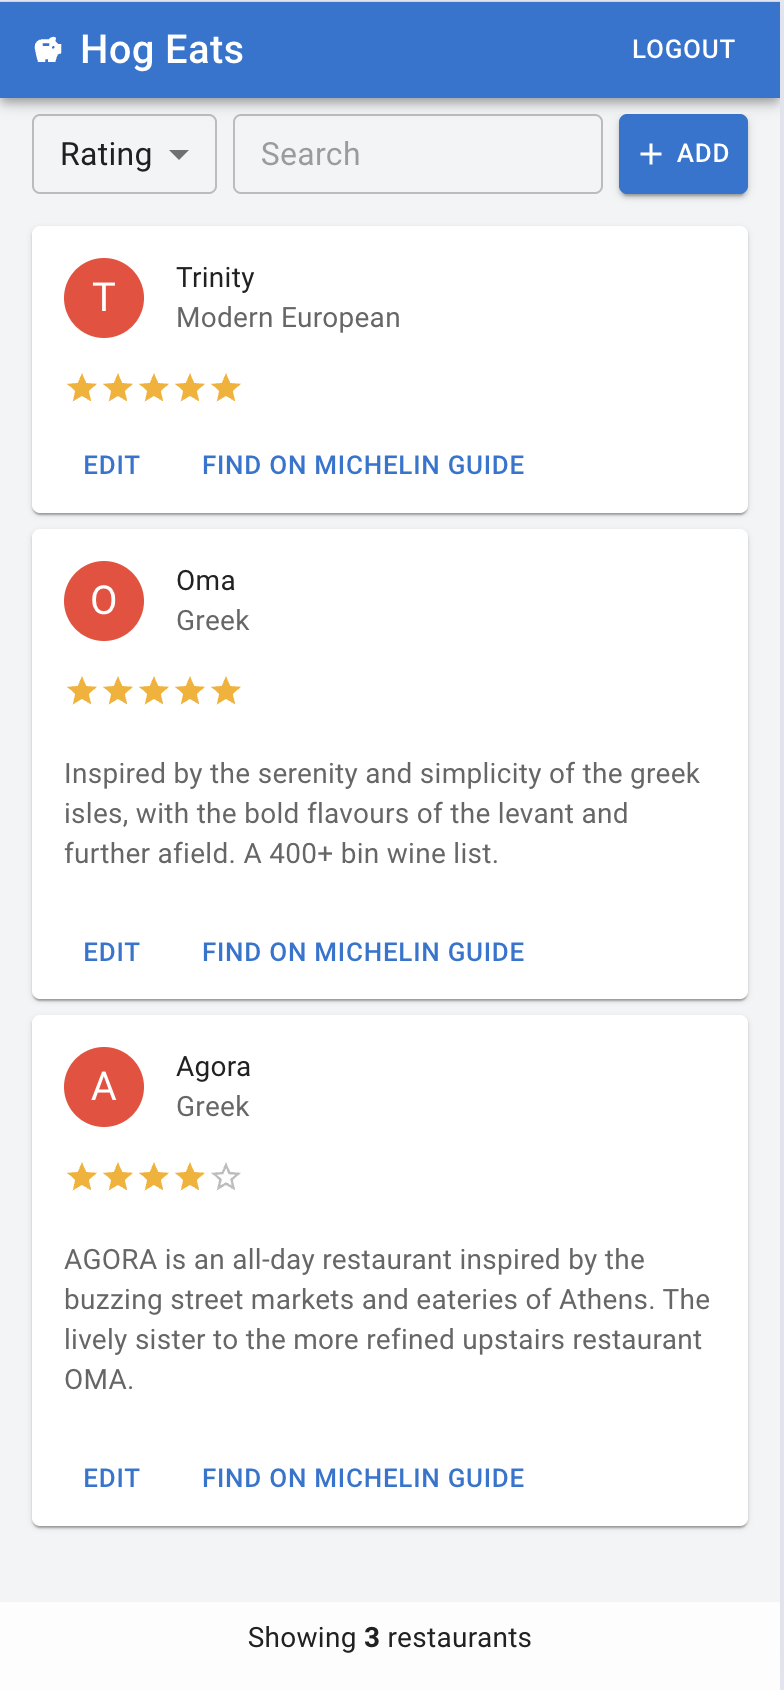 Hog Eats
LOGOUT
Rating
Search
+ ADD
T
Trinity
Modern European
EDIT
FIND ON MICHELIN GUIDE
O
Oma
Greek
Inspired by the serenity and simplicity of the greek
isles, with the bold flavours of the levant and
further afield. A 400+ bin wine list.
EDIT
FIND ON MICHELIN GUIDE
A
Agora
Greek
AGORA is an all-day restaurant inspired by the
buzzing street markets and eateries of Athens. The
lively sister to the more refined upstairs restaurant
OMA.
EDIT
FIND ON MICHELIN GUIDE
Showing 3 restaurants